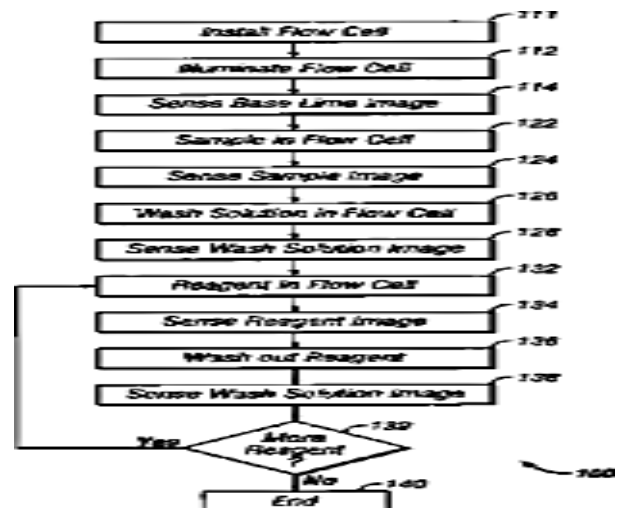 111
Install Flow Cell
112
Illuminate Flow Cell
114
Sense Base Line Image
122
Sample in Flow Cell
124
Sense Sample Image
126
Wash Solution in Flow Cell
128
Sense Wash Solution Image
132
Reagent in Flow Cell
134
Sense Reagent Image
136
Wash out Reagent
138
Sense Wash Solution Image
139
More
Reagent
?
Yes
No
140
End